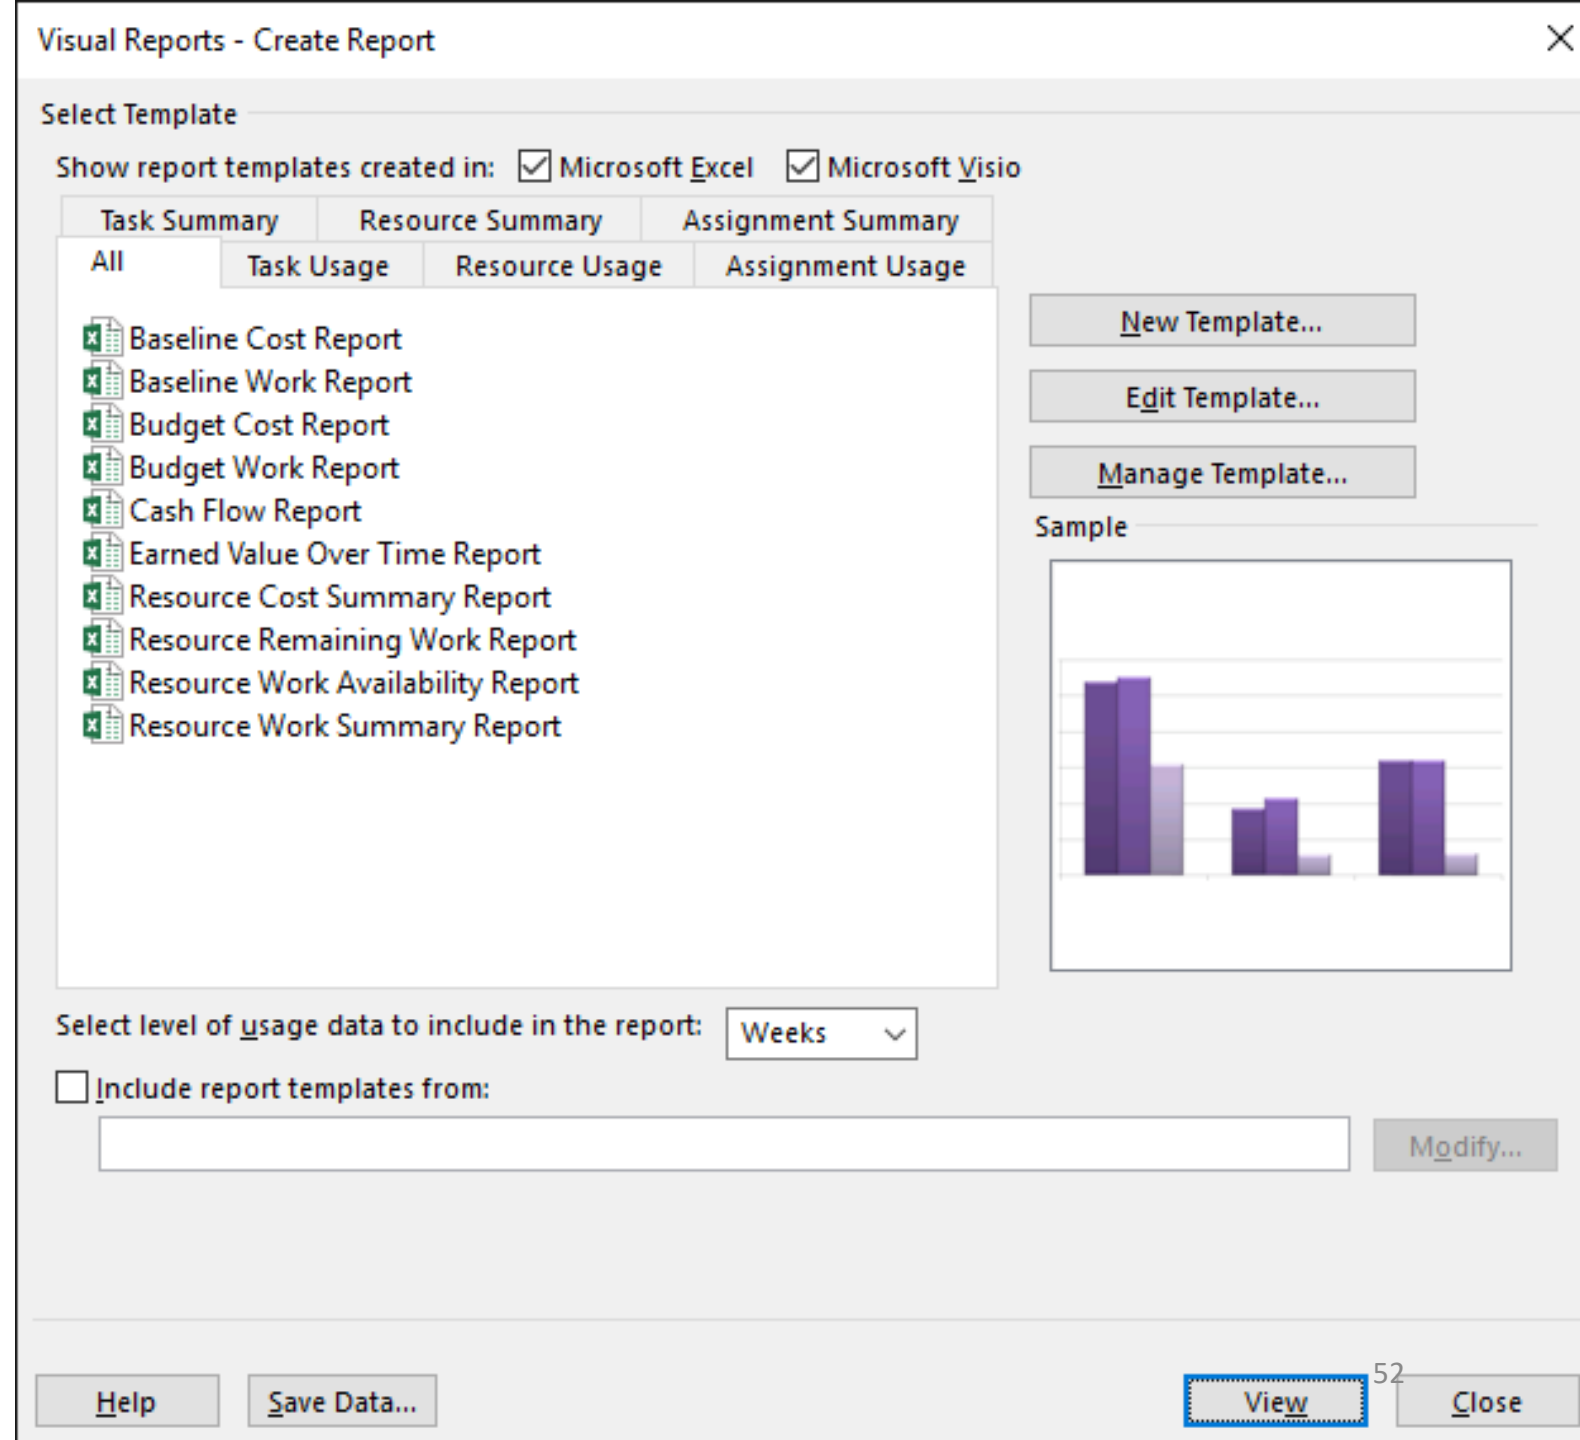 Visual Reports - Create Report
Select Template
Show report templates created in: Microsoft Excel Microsoft Visio
Task Summary Resource Summary Assignment Summary
All Task Usage Resource Usage Assignment Usage
Baseline Cost Report
Baseline Work Report
Budget Cost Report
Budget Work Report
Cash Flow Report
Earned Value Over Time Report
Resource Cost Summary Report
Resource Remaining Work Report
Resource Work Availability Report
Resource Work Summary Report
New Template...
Edit Template...
Manage Template...
Sample
Select level of usage data to include in the report: Weeks
Include report templates from:
Modify...
52
Help Save Data... View Close